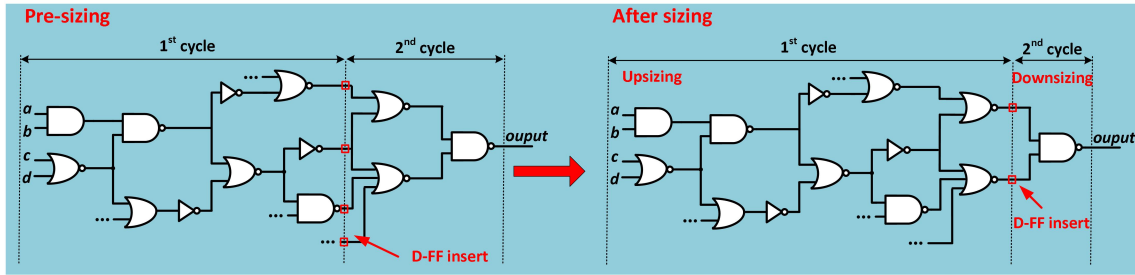 Pre-sizing
1st cycle
2nd cycle
...
a
b
c
d
...
...
...
ouput
D-FF insert
After sizing
1st cycle
2nd cycle
Upsizing
Downsizing
...
a
b
c
d
...
...
...
ouput
D-FF insert